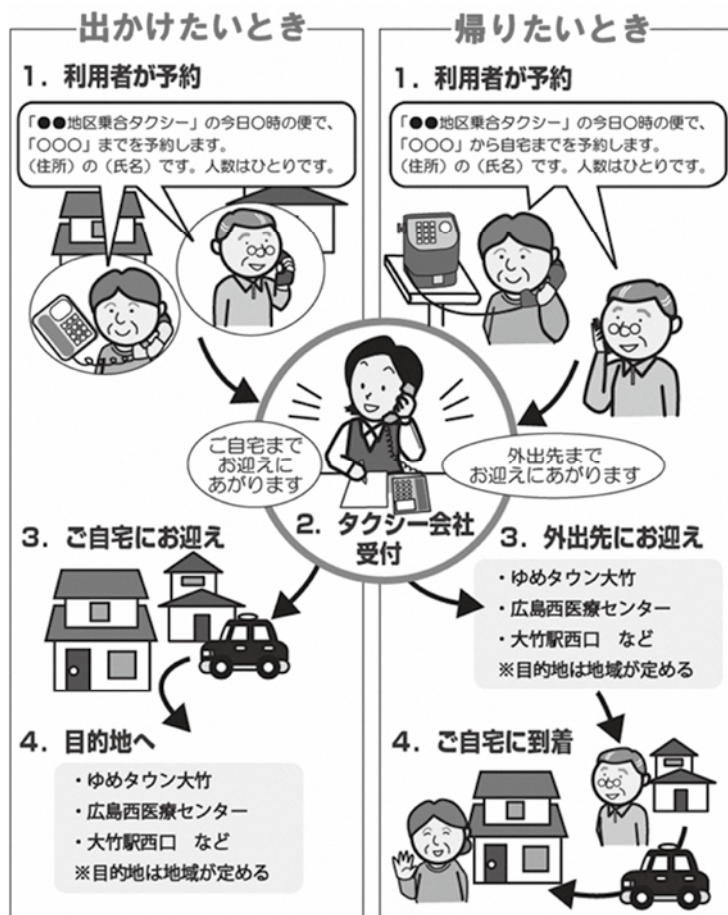 出かけたいとき
1. 利用者が予約
「●●地区乗合タクシー」の今日〇時の便で、
「〇〇〇」までを予約します。
(住所)の(氏名)です。人数はひとりです。
ご自宅まで
お迎えに
あがります
2. タクシー会社
受付
3. ご自宅にお迎え
4. 目的地へ
・ゆめタウン大竹
・広島西医療センター
・大竹駅西口 など
※目的地は地域が定める
帰りたいとき
1. 利用者が予約
「●●地区乗合タクシー」の今日〇時の便で、
「〇〇〇」から自宅までを予約します。
(住所)の(氏名)です。人数はひとりです。
外出先まで
お迎えにあがります
3. 外出先にお迎え
・ゆめタウン大竹
・広島西医療センター
・大竹駅西口 など
※目的地は地域が定める
4. ご自宅に到着